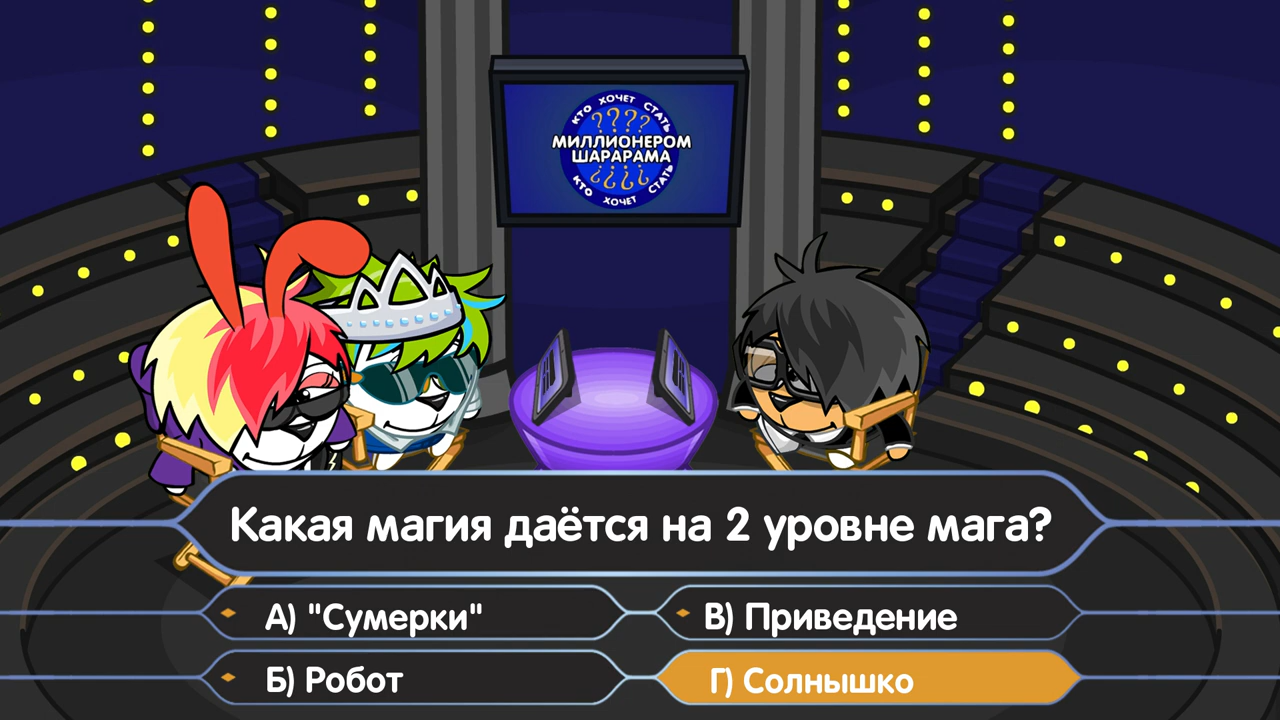 КТО ХОЧЕТ СТАТЬ
????
МИЛЛИОНЕРОМ
ШАРАРАМА
¿¿¿¿
КТО ХОЧЕТ СТАТЬ
Какая магия даётся на 2 уровне мага?
А) "Сумерки"
В) Приведение
Б) Робот
Г) Солнышко